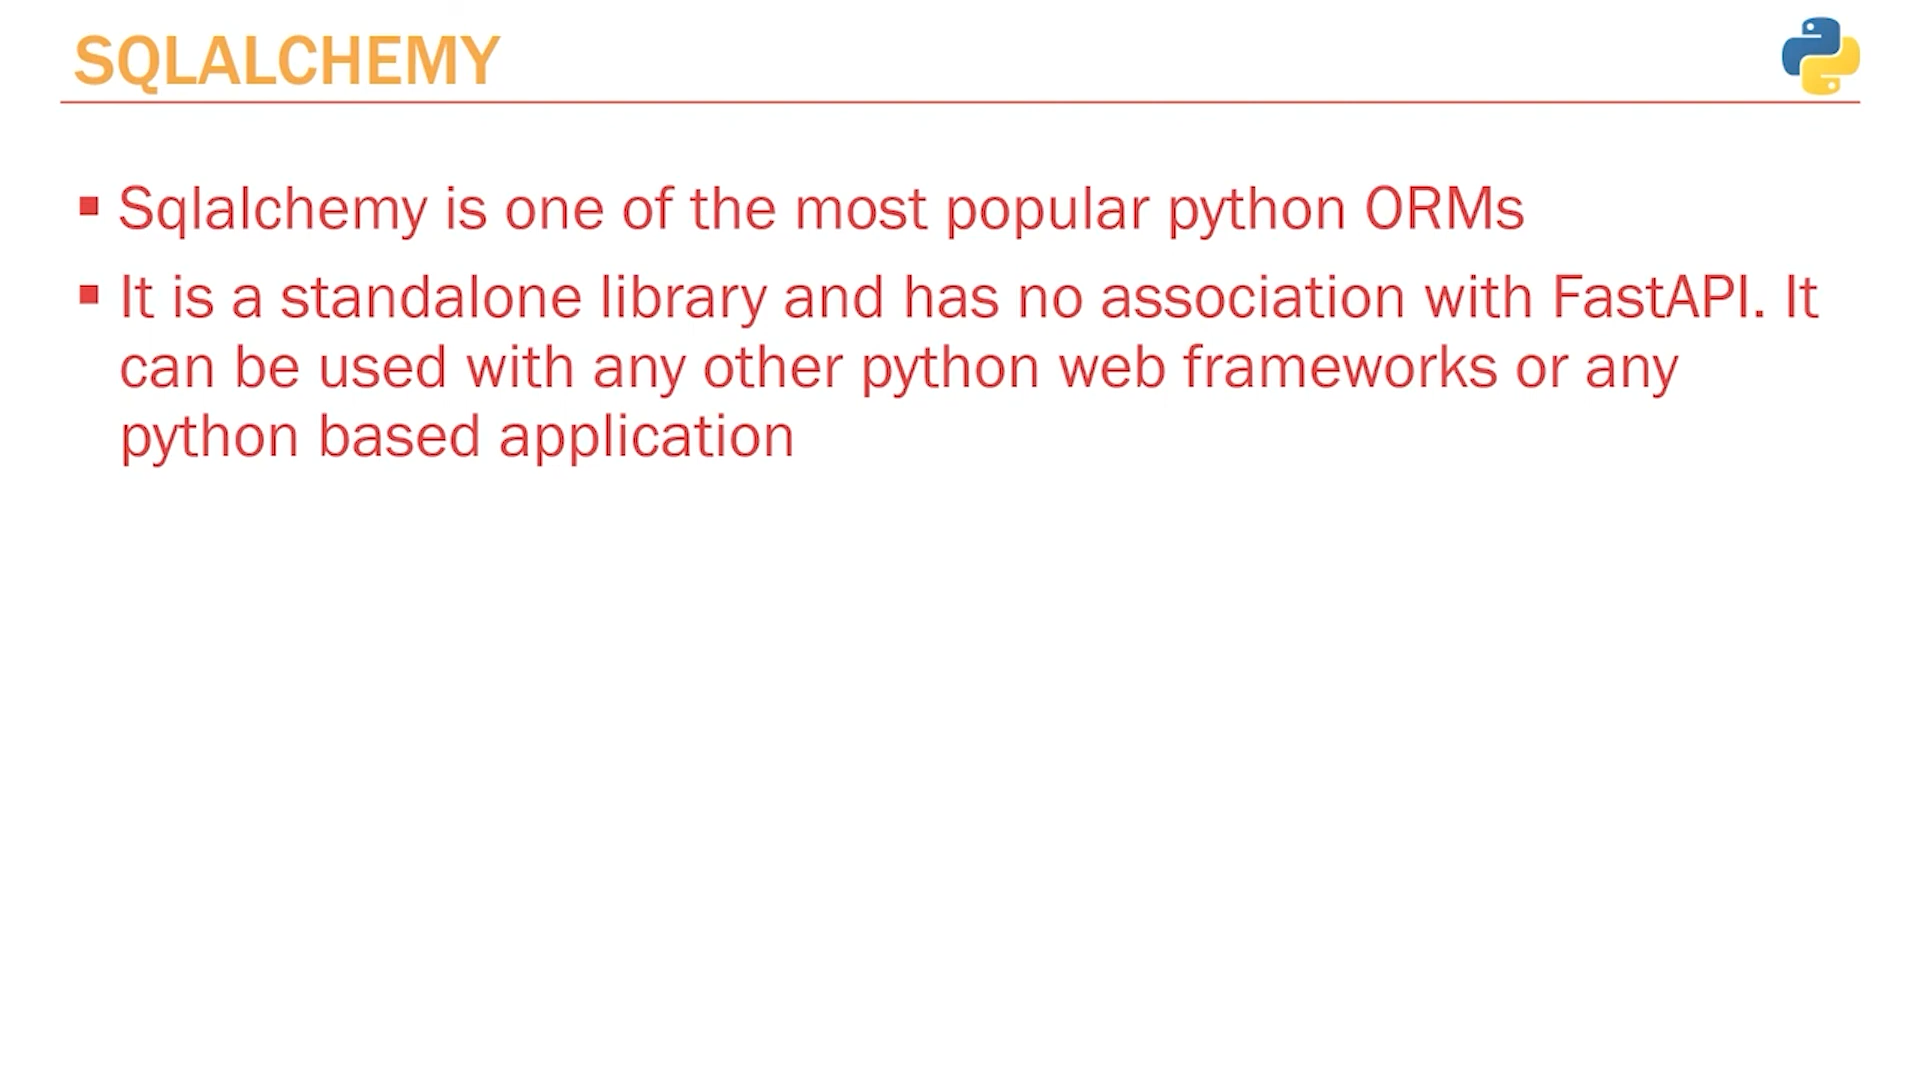 SQLALCHEMY
▪ Sqlalchemy is one of the most popular python ORMs
▪ It is a standalone library and has no association with FastAPI. It
can be used with any other python web frameworks or any
python based application